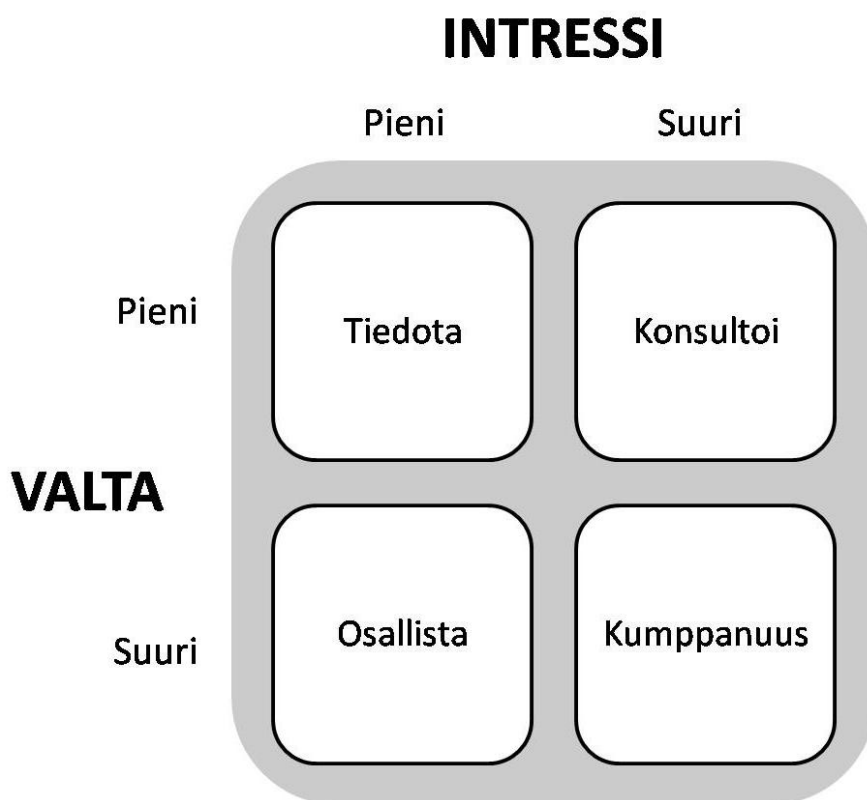 INTRESSI
Pieni Suuri
Pieni Tiedota Konsultoi
VALTA
Suuri Osallista Kumppanuus